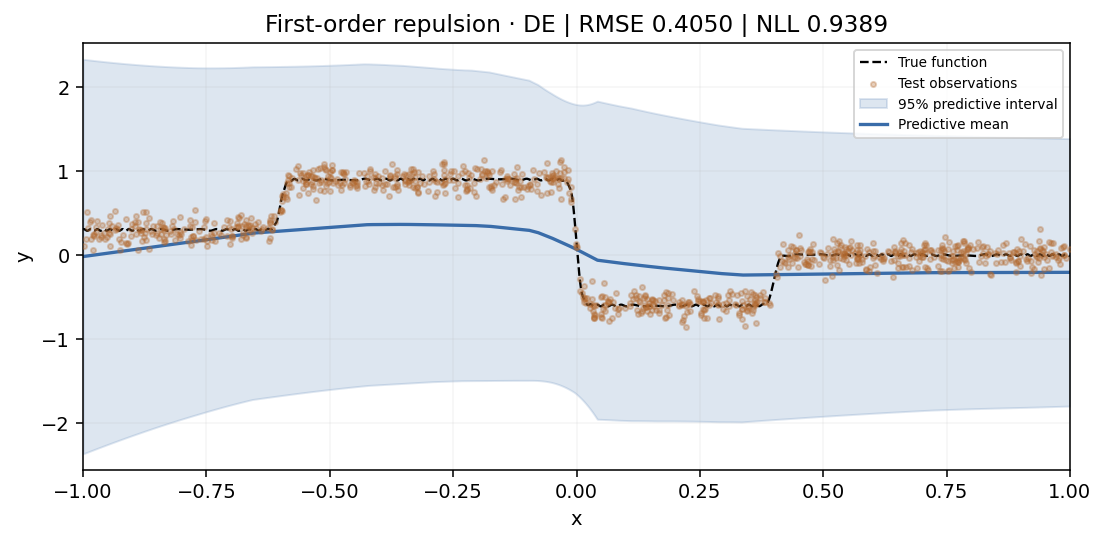 First-order repulsion · DE | RMSE 0.4050 | NLL 0.9389
True function
Test observations
95% predictive interval
Predictive mean
y
2
1
0
−1
−2
−1.00 −0.75 −0.50 −0.25 0.00 0.25 0.50 0.75 1.00
x